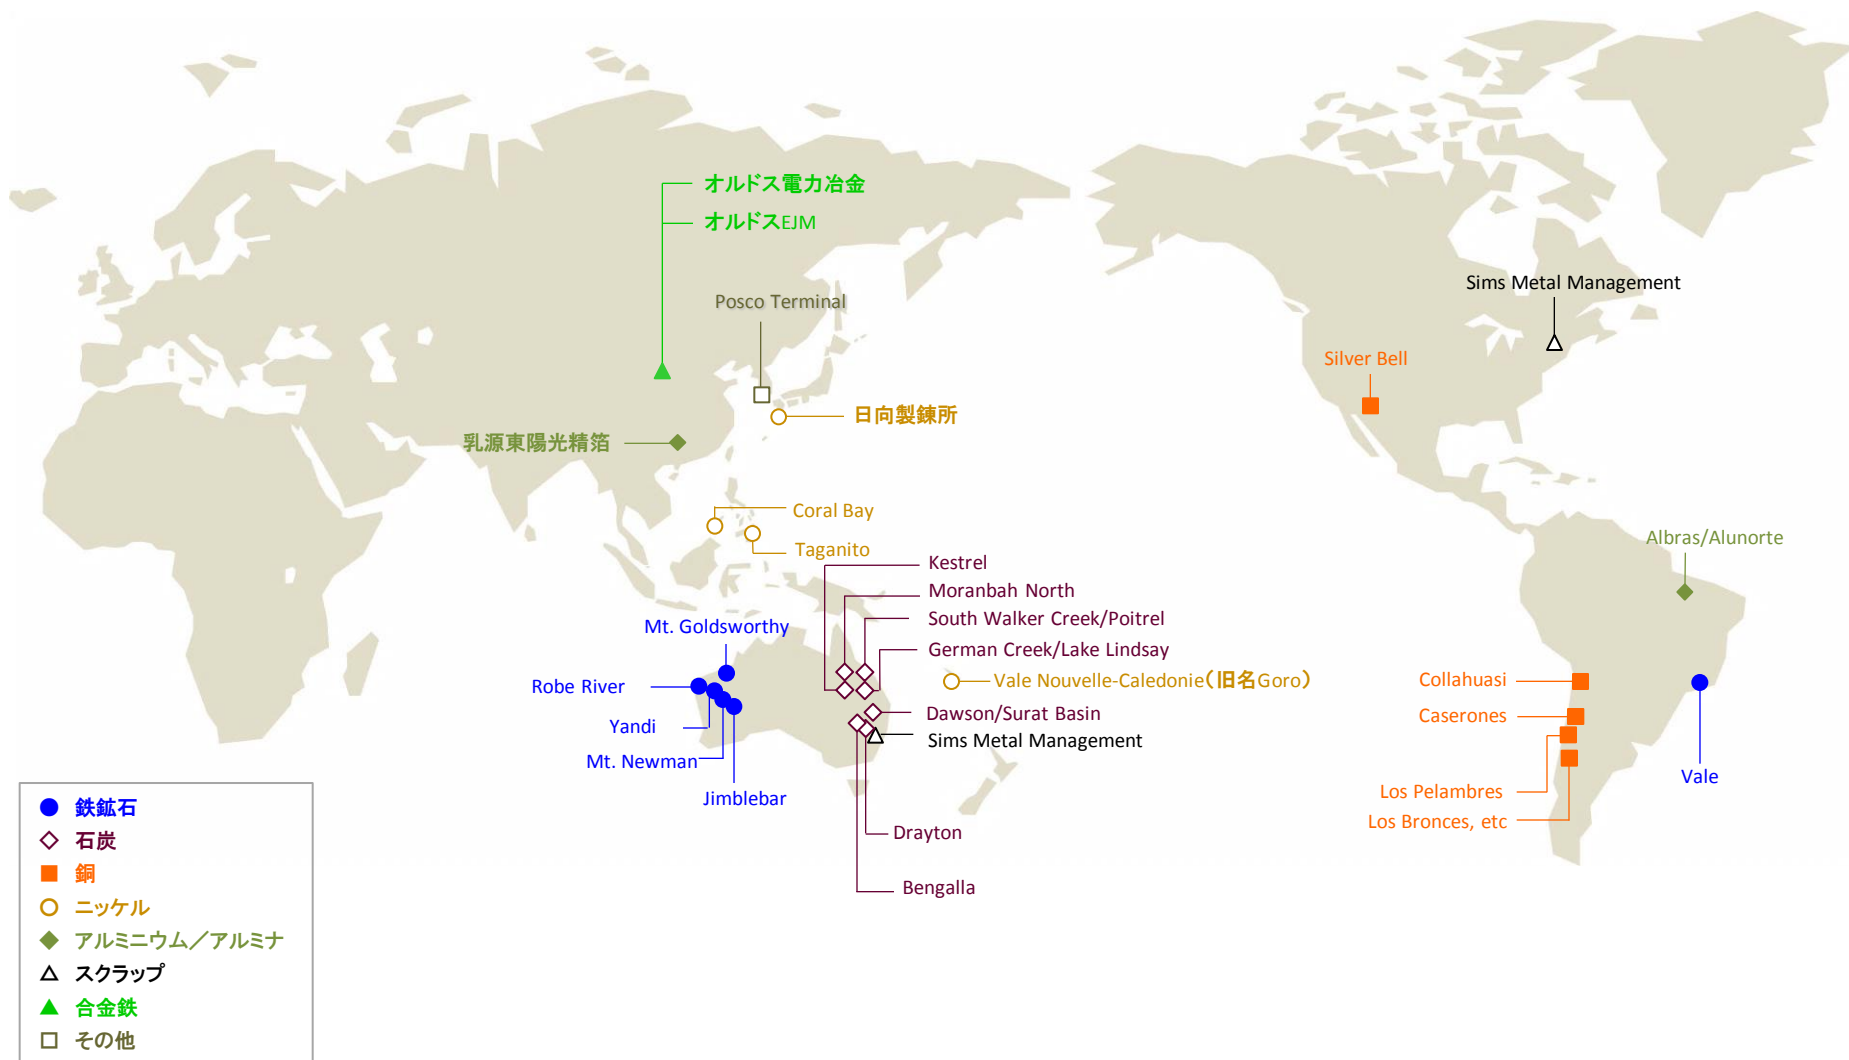 オルドス電力冶金
オルドスEJM
Sims Metal Management
Posco Terminal
Silver Bell
日向製錬所
乳源東陽光精箔
Coral Bay
Taganito
Albras/Alunorte
Kestrel
Moranbah North
South Walker Creek/Poitrel
Mt. Goldsworthy
German Creek/Lake Lindsay
Robe River
Vale Nouvelle-Caledonie(旧名Goro)
Collahuasi
Yandi
Dawson/Surat Basin
Caserones
Sims Metal Management
Mt. Newman
Vale
Jimblebar
Los Pelambres
Los Bronces, etc
Drayton
Bengalla
鉄鉱石
石炭
銅
ニッケル
アルミニウム／アルミナ
スクラップ
合金鉄
その他